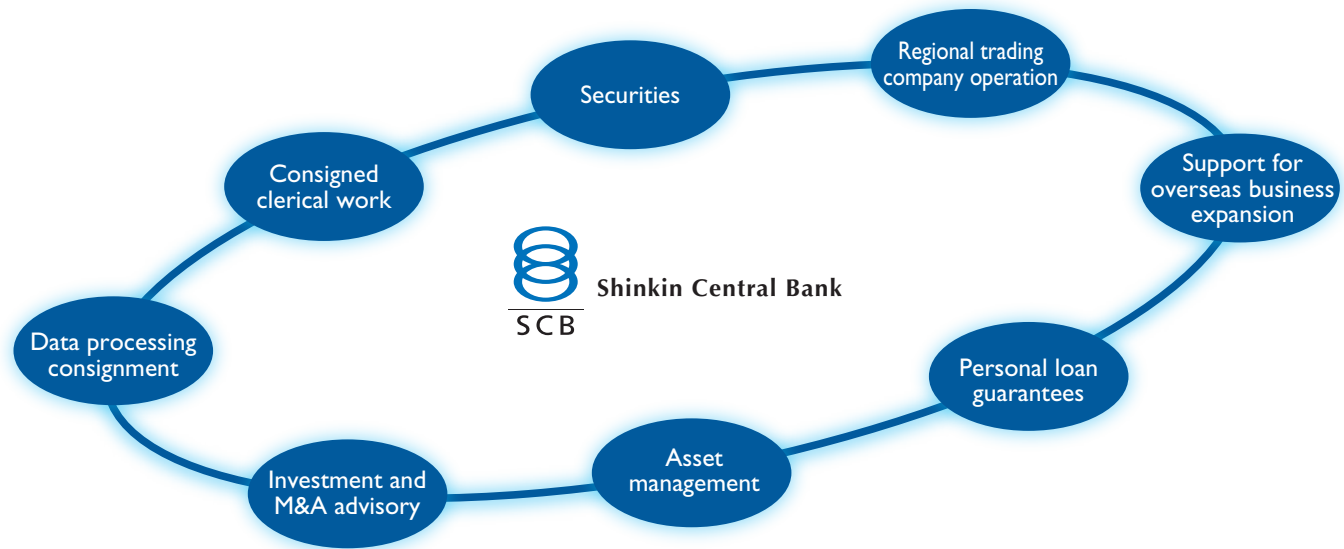 Regional trading
company operation
Securities
Support for
overseas business
expansion
Consigned
clerical work
Shinkin Central Bank
SCB
Data processing
consignment
Personal loan
guarantees
Asset
management
Investment and
M&A advisory